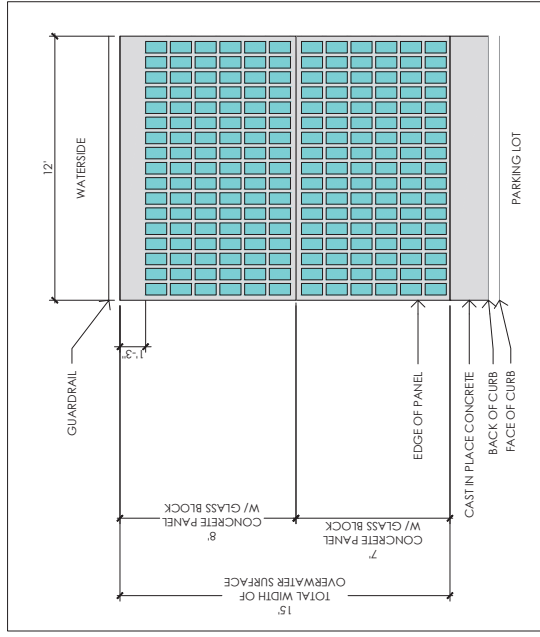 12'
WATERSIDE
GUARDRAIL
1'-3"
8'
CONCRETE PANEL
W/ GLASS BLOCK
7'
CONCRETE PANEL
W/ GLASS BLOCK
15'
TOTAL WIDTH OF
OVERWATER SURFACE
EDGE OF PANEL
CAST IN PLACE CONCRETE
BACK OF CURB
FACE OF CURB
PARKING LOT